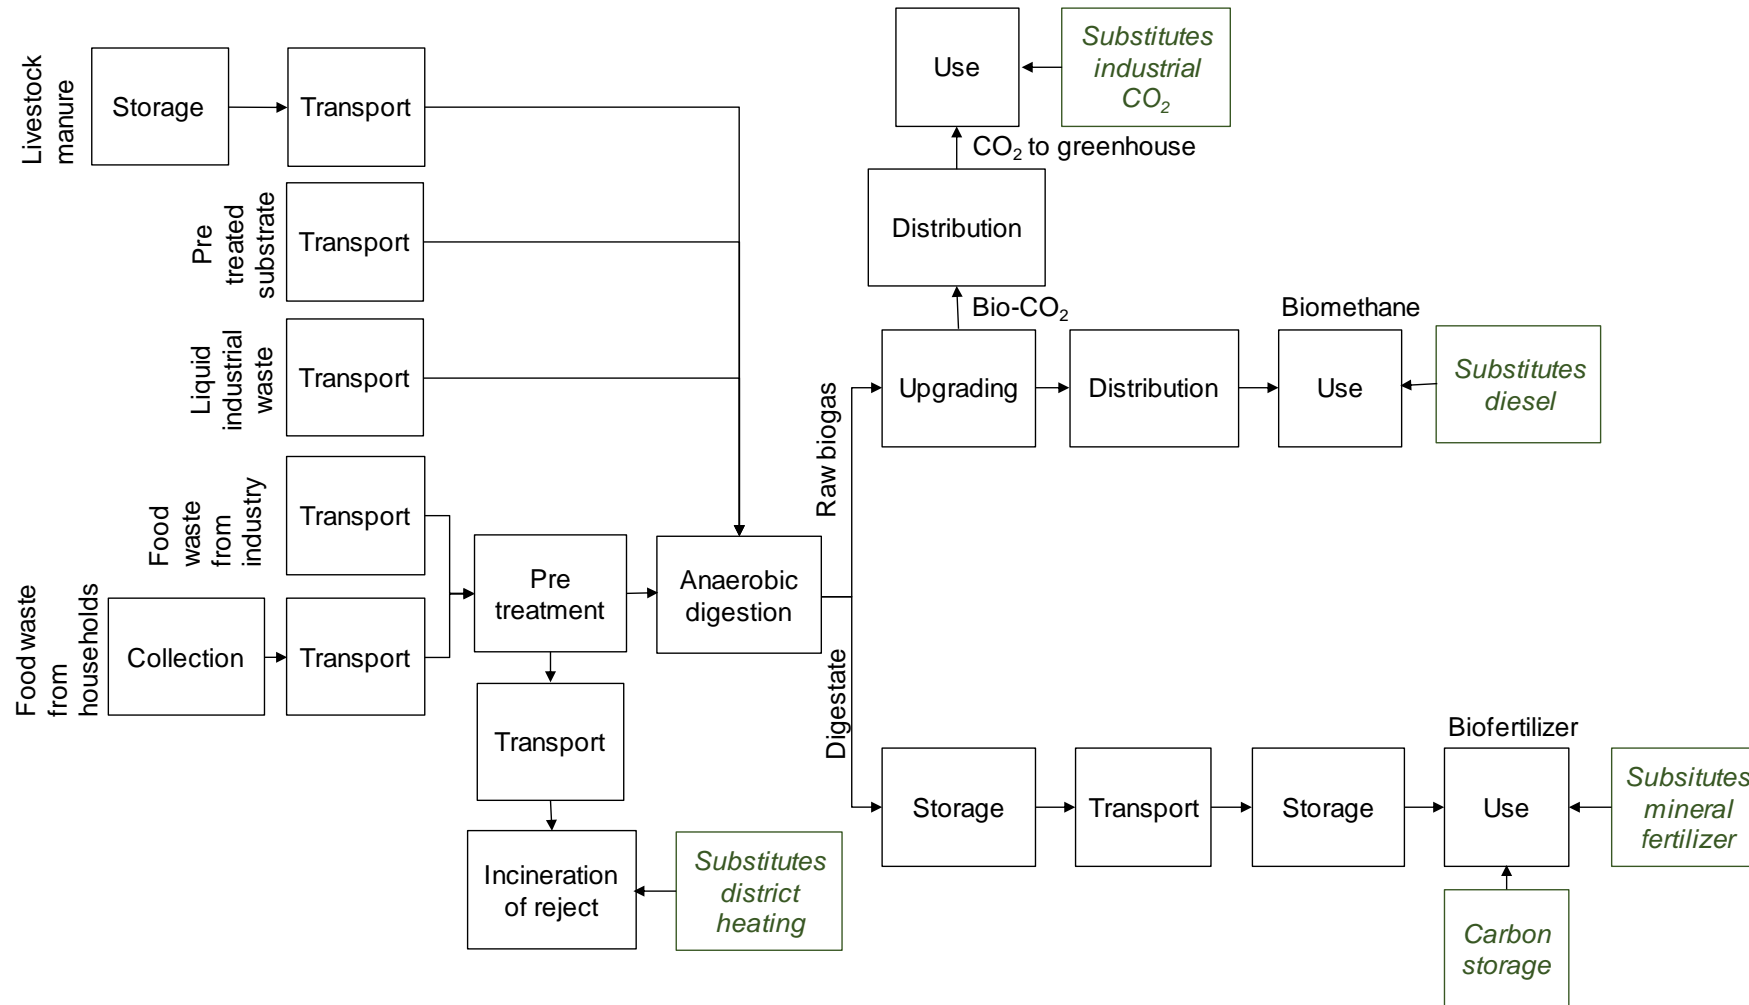 Livestock
manure
Storage
Transport
Pre
treated
substrate
Transport
Liquid
industrial
waste
Transport
Food
waste
from
industry
Transport
Food waste
from
households
Collection
Transport
Pre
treatment
Transport
Incineration
of reject
Substitutes
district
heating
Anaerobic
digestion
Raw biogas
Digestate
Use
Substitutes
industrial
CO₂
CO₂ to greenhouse
Distribution
Bio-CO₂
Upgrading
Distribution
Biomethane
Use
Substitutes
diesel
Storage
Transport
Storage
Biofertilizer
Use
Subsitutes
mineral
fertilizer
Carbon
storage